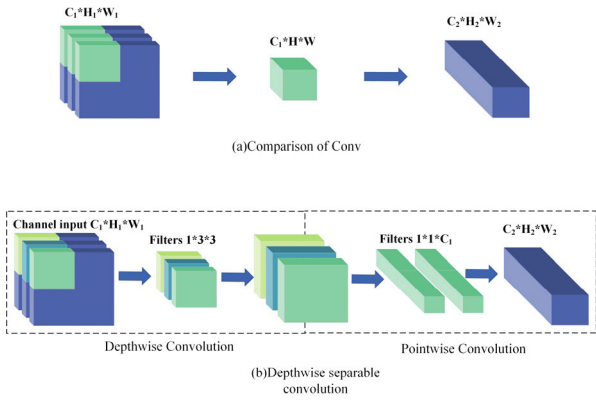 C₁*H₁*W₁
C₁*H*W
C₂*H₂*W₂
(a)Comparison of Conv
Channel input C₁*H₁*W₁
Filters 1*3*3
Filters 1*1*C₁
C₂*H₂*W₂
Depthwise Convolution
Pointwise Convolution
(b)Depthwise separable
convolution